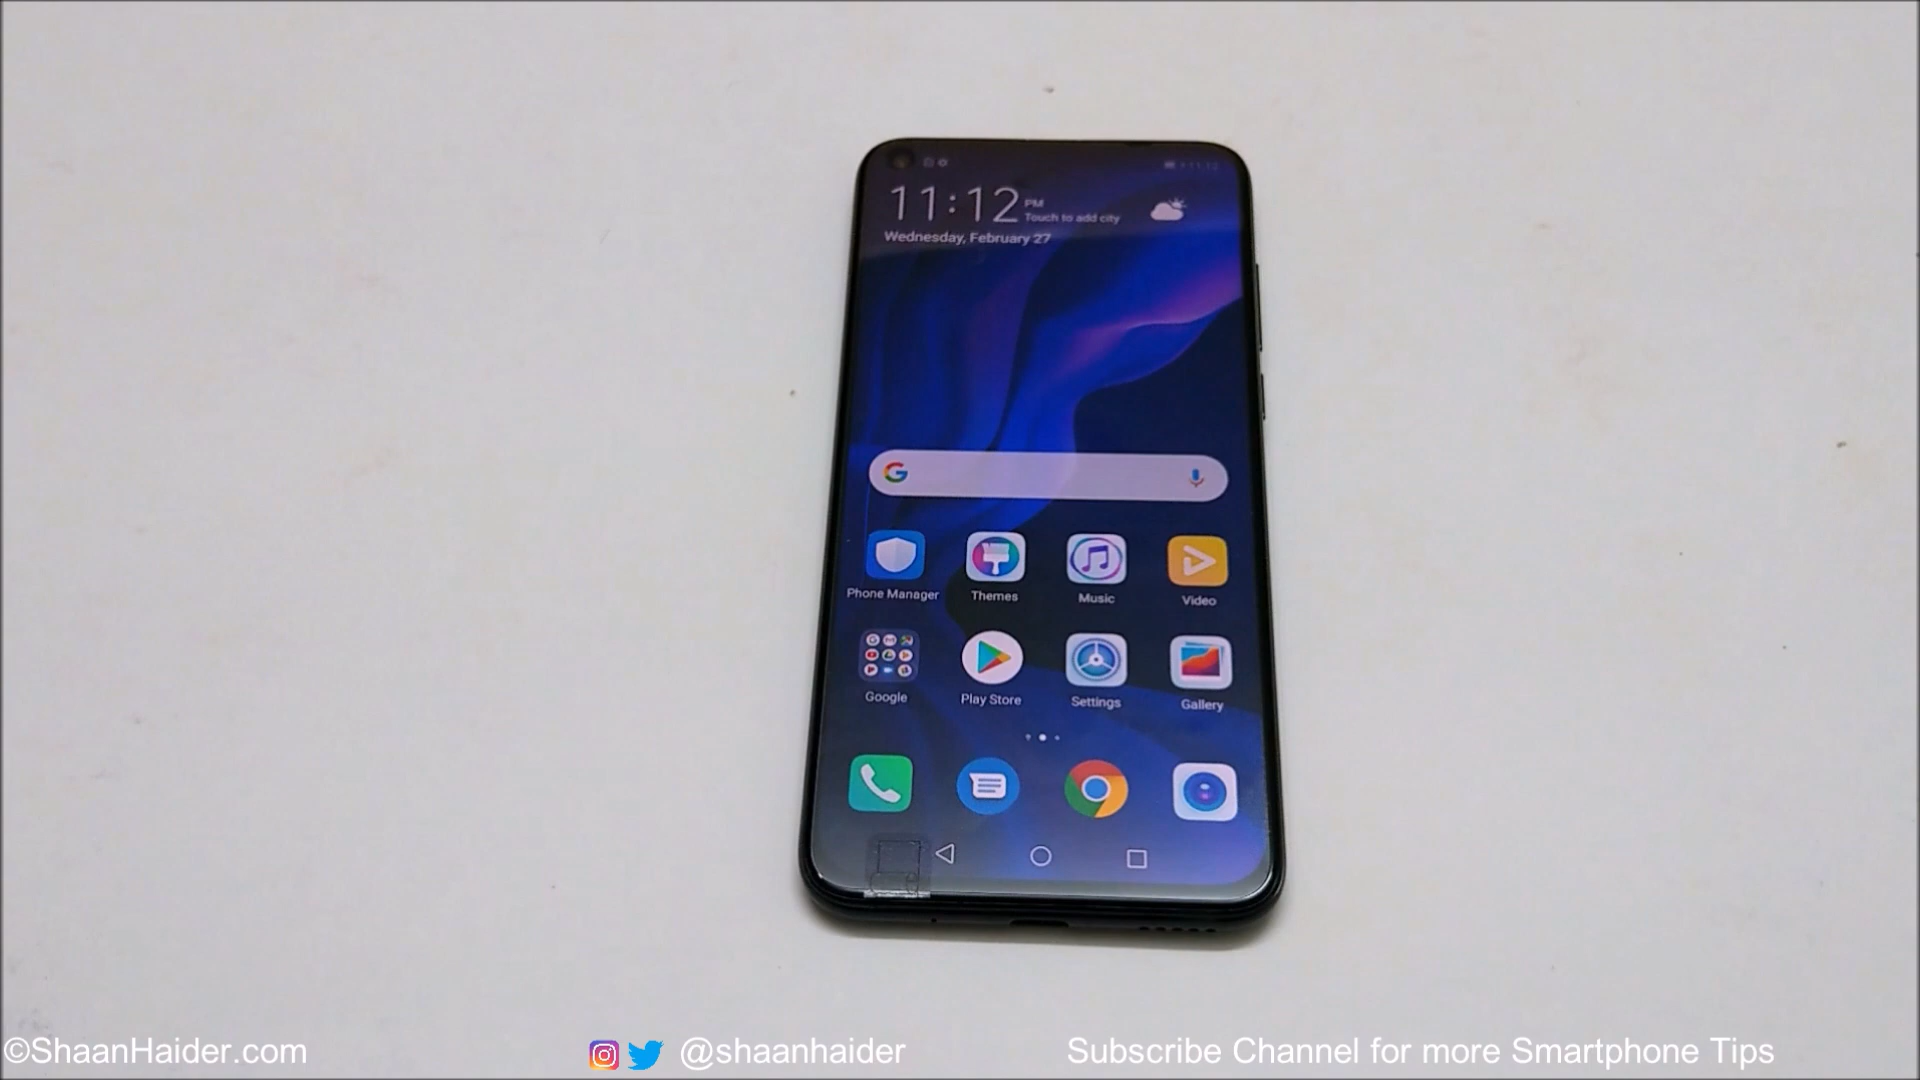 11:12 PM
Touch to add city
Wednesday, February 27
Phone Manager Themes Music Video
Google Play Store Settings Gallery
©ShaanHaider.com @shaanhaider Subscribe Channel for more Smartphone Tips